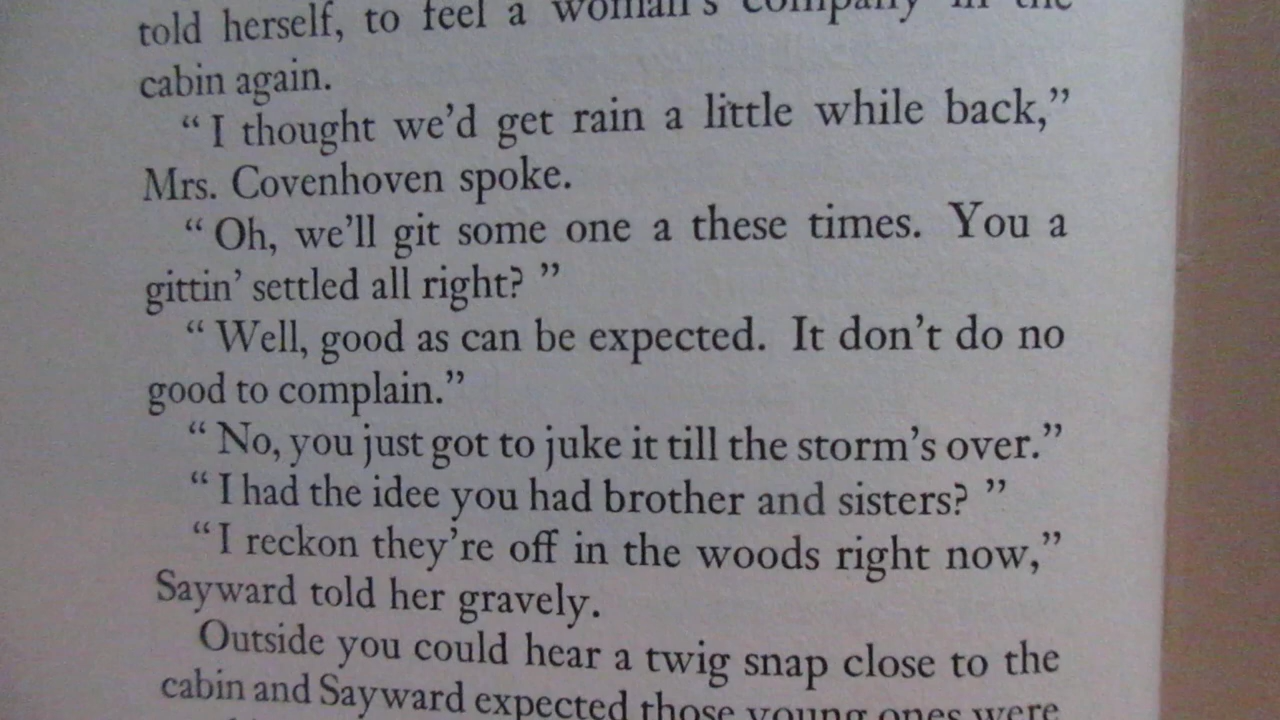 told herself, to feel a woman's company in the
cabin again.
“ I thought we’d get rain a little while back,”
Mrs. Covenhoven spoke.
“ Oh, we’ll git some one a these times. You a
gittin’ settled all right? ”
“ Well, good as can be expected. It don’t do no
good to complain.”
“ No, you just got to juke it till the storm’s over.”
“ I had the idee you had brother and sisters? ”
“I reckon they’re off in the woods right now,”
Sayward told her gravely.
Outside you could hear a twig snap close to the
cabin and Sayward expected those young ones were